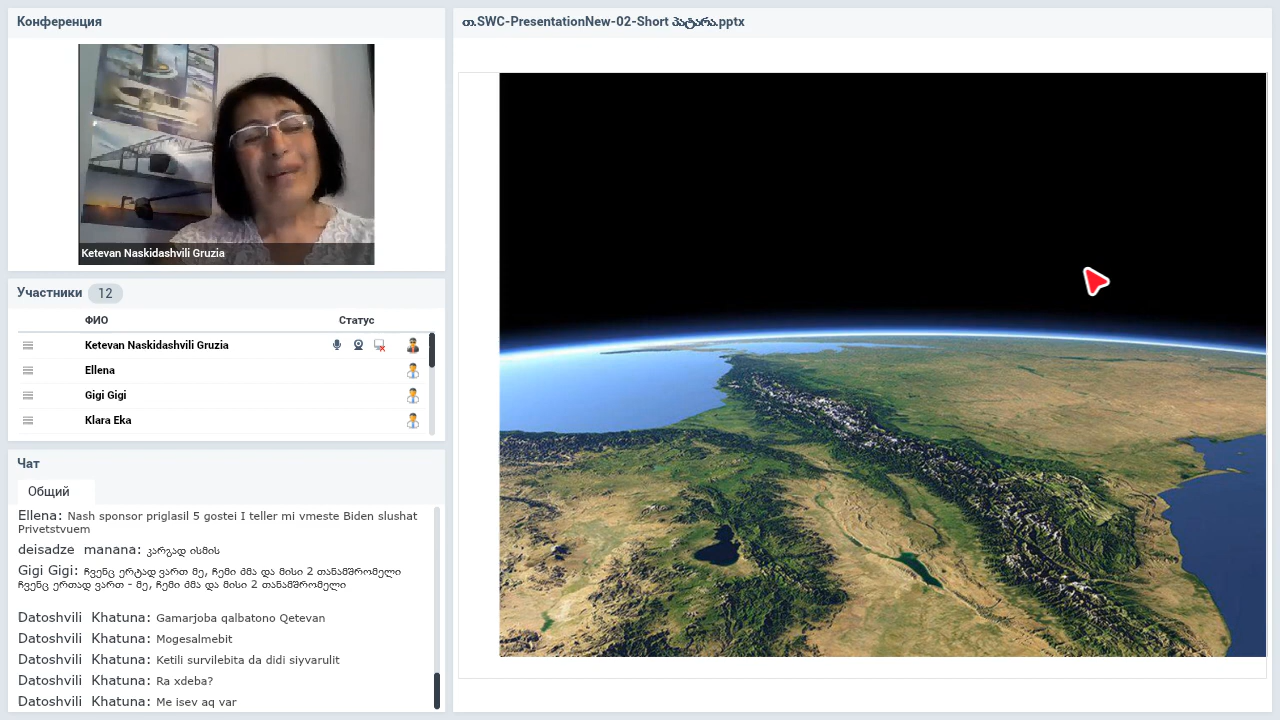 Конференция
Ketevan Naskidashvili Gruzia
Участники 12
ФИО Статус
Ketevan Naskidashvili Gruzia
Ellena
Gigi Gigi
Klara Eka
Чат
Общий
Ellena: Nash sponsor priglasil 5 gostei I teller mi vmeste Biden slushat
Privetstvuem
deisadze manana: კარგად ისმის
Gigi Gigi: ჩვენც ერტად ვართ მე, ჩემი ძმა და მისი 2 თანამშრომელი
ჩვენც ერთად ვართ - მე, ჩემი ძმა და მისი 2 თანამშრომელი
Datoshvili Khatuna: Gamarjoba qalbatono Qetevan
Datoshvili Khatuna: Mogesalmebit
Datoshvili Khatuna: Ketili survilebita da didi siyvarulit
Datoshvili Khatuna: Ra xdeba?
Datoshvili Khatuna: Me isev aq var
თ.SWC-PresentationNew-02-Short პატარა.pptx